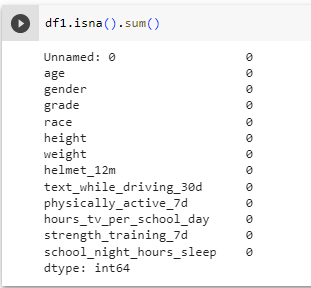 df1.isna().sum()
Unnamed: 0 0
age 0
gender 0
grade 0
race 0
height 0
weight 0
helmet_12m 0
text_while_driving_30d 0
physically_active_7d 0
hours_tv_per_school_day 0
strength_training_7d 0
school_night_hours_sleep 0
dtype: int64